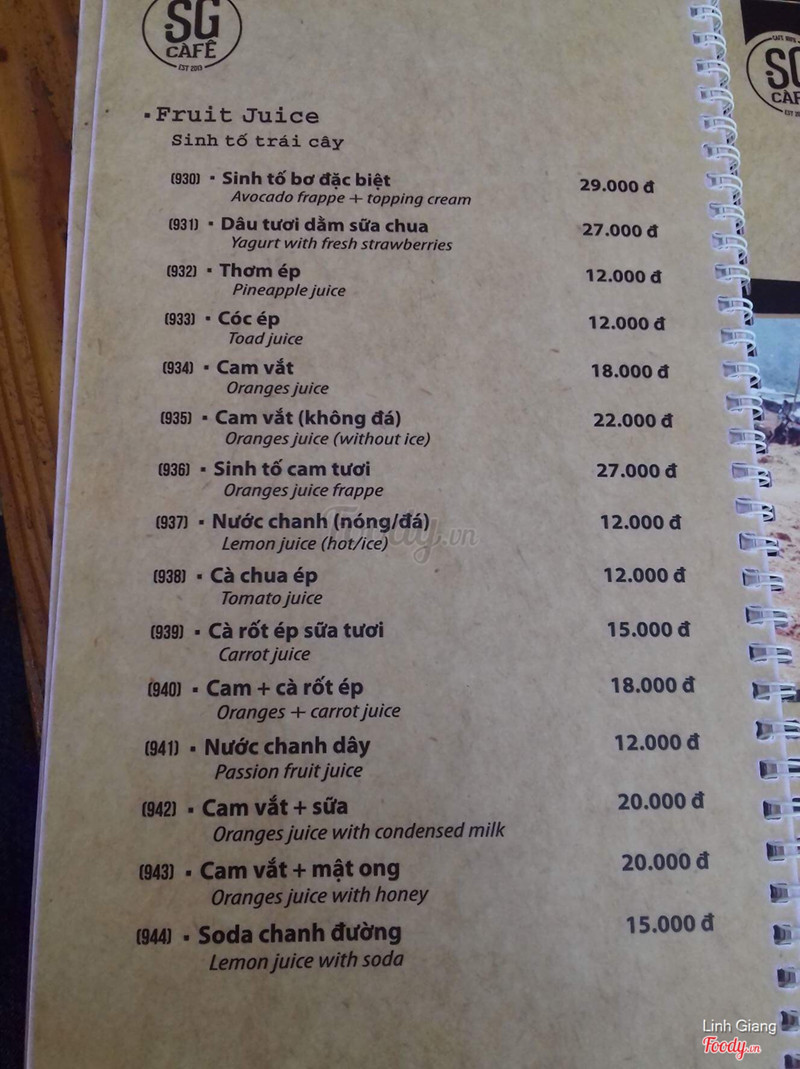 SG
CÀFÊ
EST 2013
▪ Fruit Juice
Sinh tố trái cây
(930) ▪ Sinh tố bơ đặc biệt 29.000 đ
Avocado frappe + topping cream
(931) ▪ Dâu tươi dằm sữa chua 27.000 đ
Yagurt with fresh strawberries
(932) ▪ Thơm ép 12.000 đ
Pineapple juice
(933) ▪ Cóc ép 12.000 đ
Toad juice
(934) ▪ Cam vắt 18.000 đ
Oranges juice
(935) ▪ Cam vắt (không đá) 22.000 đ
Oranges juice (without ice)
(936) ▪ Sinh tố cam tươi 27.000 đ
Oranges juice frappe
(937) ▪ Nước chanh (nóng/đá) 12.000 đ
Lemon juice (hot/ice)
(938) ▪ Cà chua ép 12.000 đ
Tomato juice
(939) ▪ Cà rốt ép sữa tươi 15.000 đ
Carrot juice
(940) ▪ Cam + cà rốt ép 18.000 đ
Oranges + carrot juice
(941) ▪ Nước chanh dây 12.000 đ
Passion fruit juice
(942) ▪ Cam vắt + sữa 20.000 đ
Oranges juice with condensed milk
(943) ▪ Cam vắt + mật ong 20.000 đ
Oranges juice with honey
(944) ▪ Soda chanh đường 15.000 đ
Lemon juice with soda
Foody.vn
Linh Giang
Foody.vn